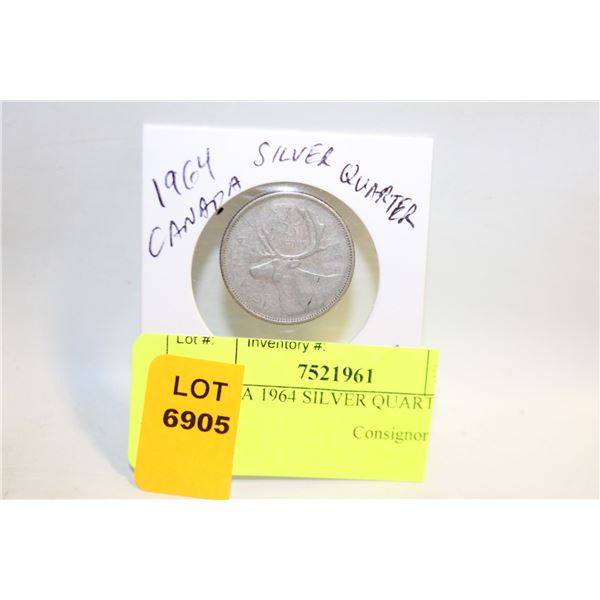 1964 SILVER QUARTER
CANADA
Lot #: Inventory #:
7521961
A 1964 SILVER QUART
Consignor
LOT
6905